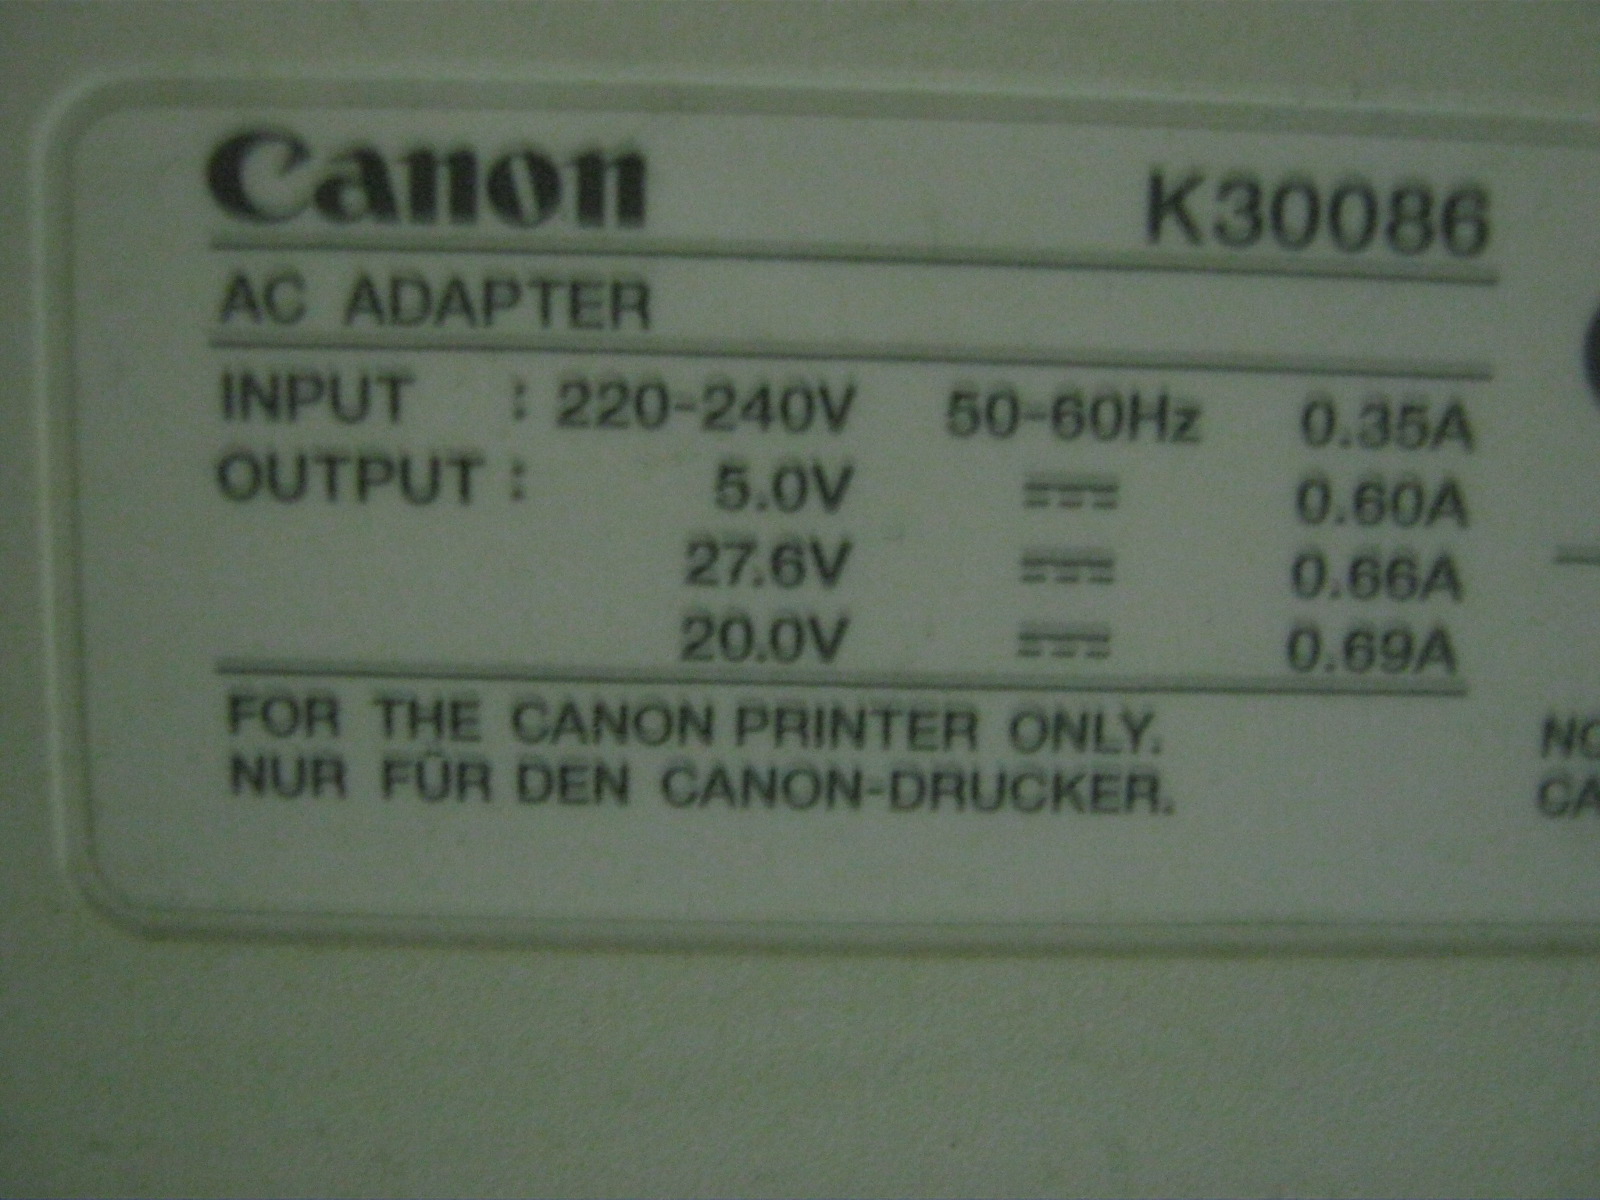 Canon K30086
AC ADAPTER
INPUT : 220-240V 50-60Hz 0.35A
OUTPUT : 5.0V ⎓ 0.60A
27.6V ⎓ 0.66A
20.0V ⎓ 0.69A
FOR THE CANON PRINTER ONLY.
NUR FÜR DEN CANON-DRUCKER.